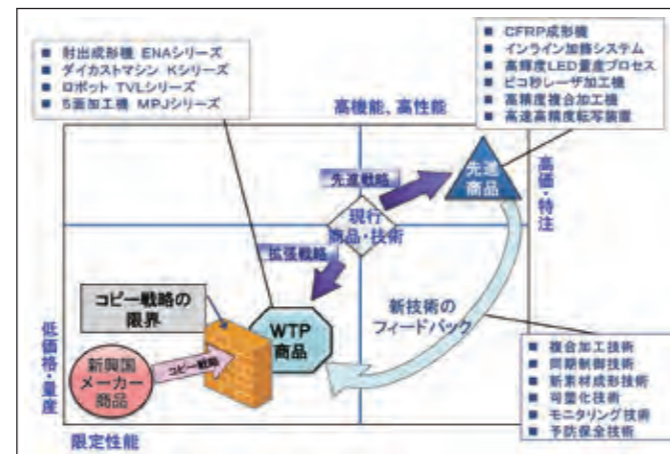 ■ 射出成形機 ENAシリーズ
■ ダイカストマシン Kシリーズ
■ ロボット TVLシリーズ
■ 5面加工機 MPJシリーズ
■ CFRP成形機
■ インライン加飾システム
■ 高輝度LED量産プロセス
■ ピコ秒レーザ加工機
■ 高精度複合加工機
■ 高速高精度転写装置
高機能、高性能
高価・特注
先進戦略
先進
商品
現行
商品・技術
拡張戦略
コピー戦略の
限界
WTP
商品
新技術の
フィードバック
低価格・量産
新興国
メーカー
商品
コピー戦略
限定性能
■ 複合加工技術
■ 同期制御技術
■ 新素材成形技術
■ 可量化技術
■ モニタリング技術
■ 予防保全技術